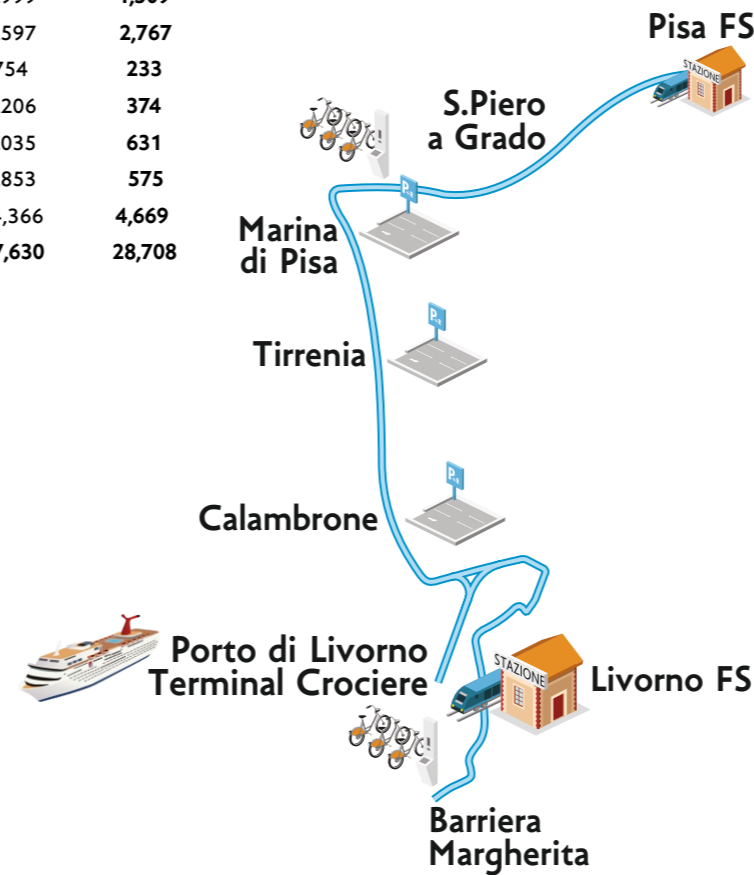 597 2,767
754 233
206 374
035 631
853 575
,366 4,669
7,630 28,708
Pisa FS
STAZIONE
S.Piero
a Grado
P
Marina
di Pisa
P
Tirrenia
P
Calambrone
Porto di Livorno
Terminal Crociere
STAZIONE
Livorno FS
Barriera
Margherita